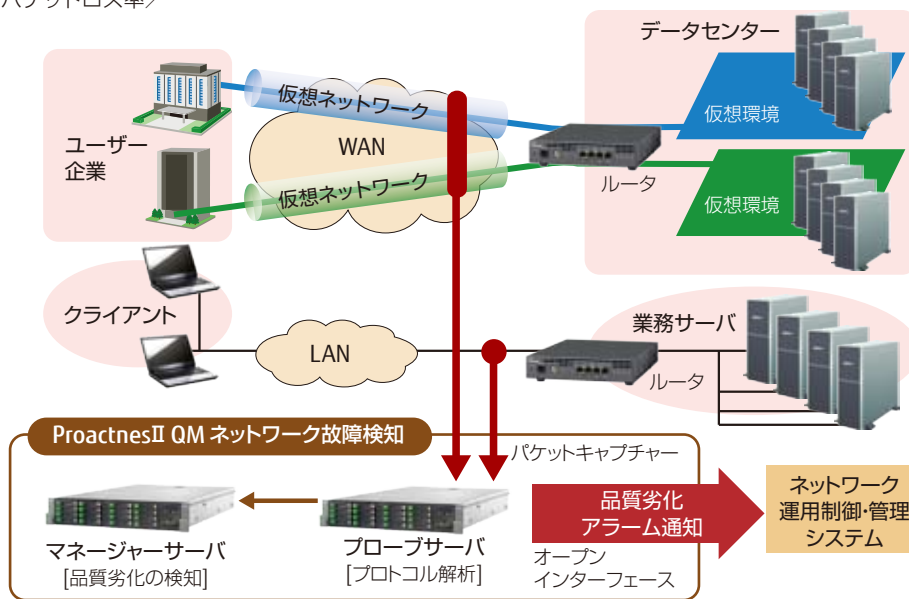 パケットロス率/
データセンター
仮想ネットワーク
仮想環境
ユーザー
企業
WAN
ルータ
仮想ネットワーク
仮想環境
クライアント
業務サーバ
LAN
ルータ
ProactnesⅡ QM ネットワーク故障検知
パケットキャプチャー
品質劣化
アラーム通知
ネットワーク
運用制御・管理
システム
マネージャーサーバ
[品質劣化の検知]
プローブサーバ
[プロトコル解析]
オープン
インターフェース